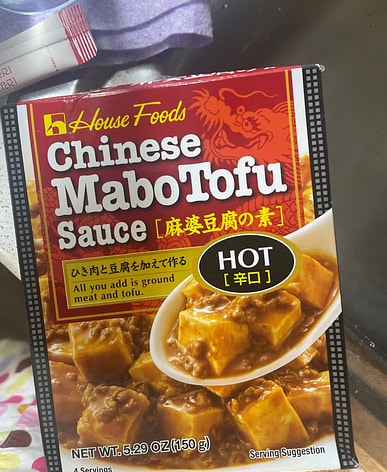 House Foods
Chinese
MaboTofu
Sauce [麻婆豆腐の素]
ひき肉と豆腐を加えて作る
All you add is ground
meat and tofu.
HOT
[辛口]
NET WT. 5.29 OZ (150 g)
Serving Suggestion
4 Servings